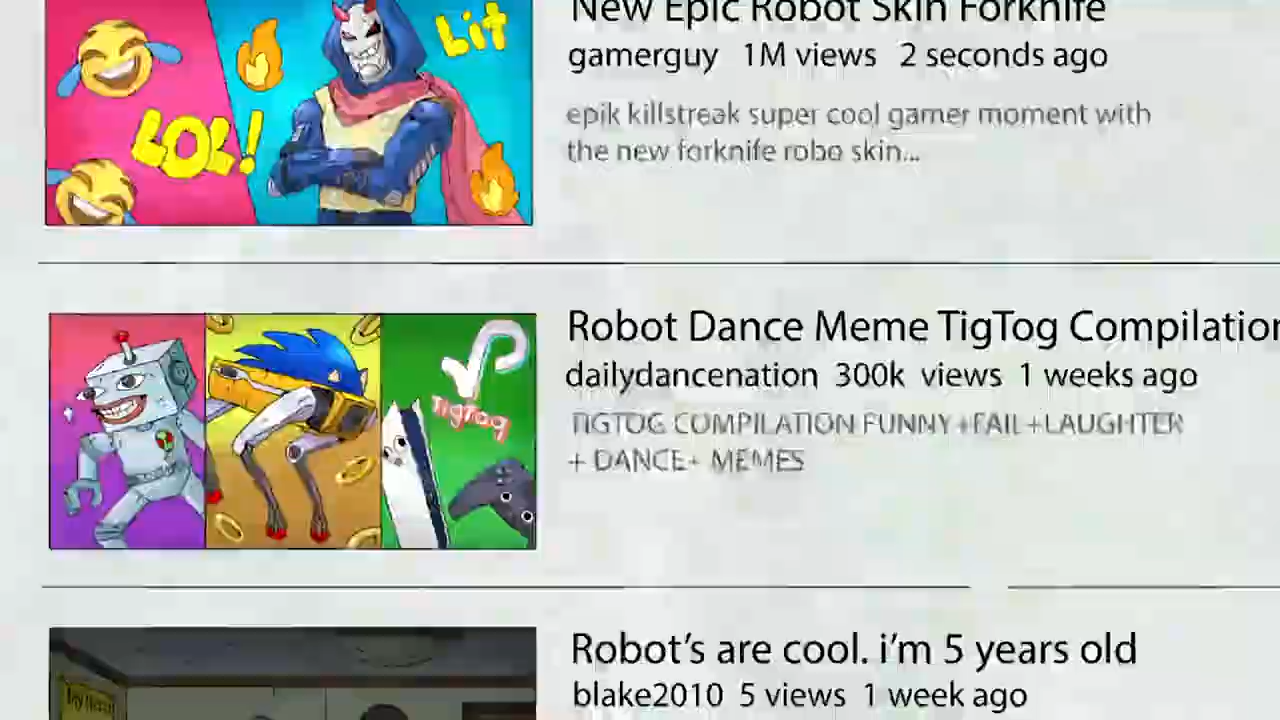 New Epic Robot Skin Forknife
gamerguy 1M views 2 seconds ago
epik killstreak super cool gamer moment with
the new forknife robo skin...
Lit
LOL!
Robot Dance Meme TigTog Compilation
dailydancenation 300k views 1 weeks ago
TIGTOG COMPILATION FUNNY +FAIL +LAUGHTER
+ DANCE+ MEMES
TigTog
Robot's are cool. i'm 5 years old
blake2010 5 views 1 week ago